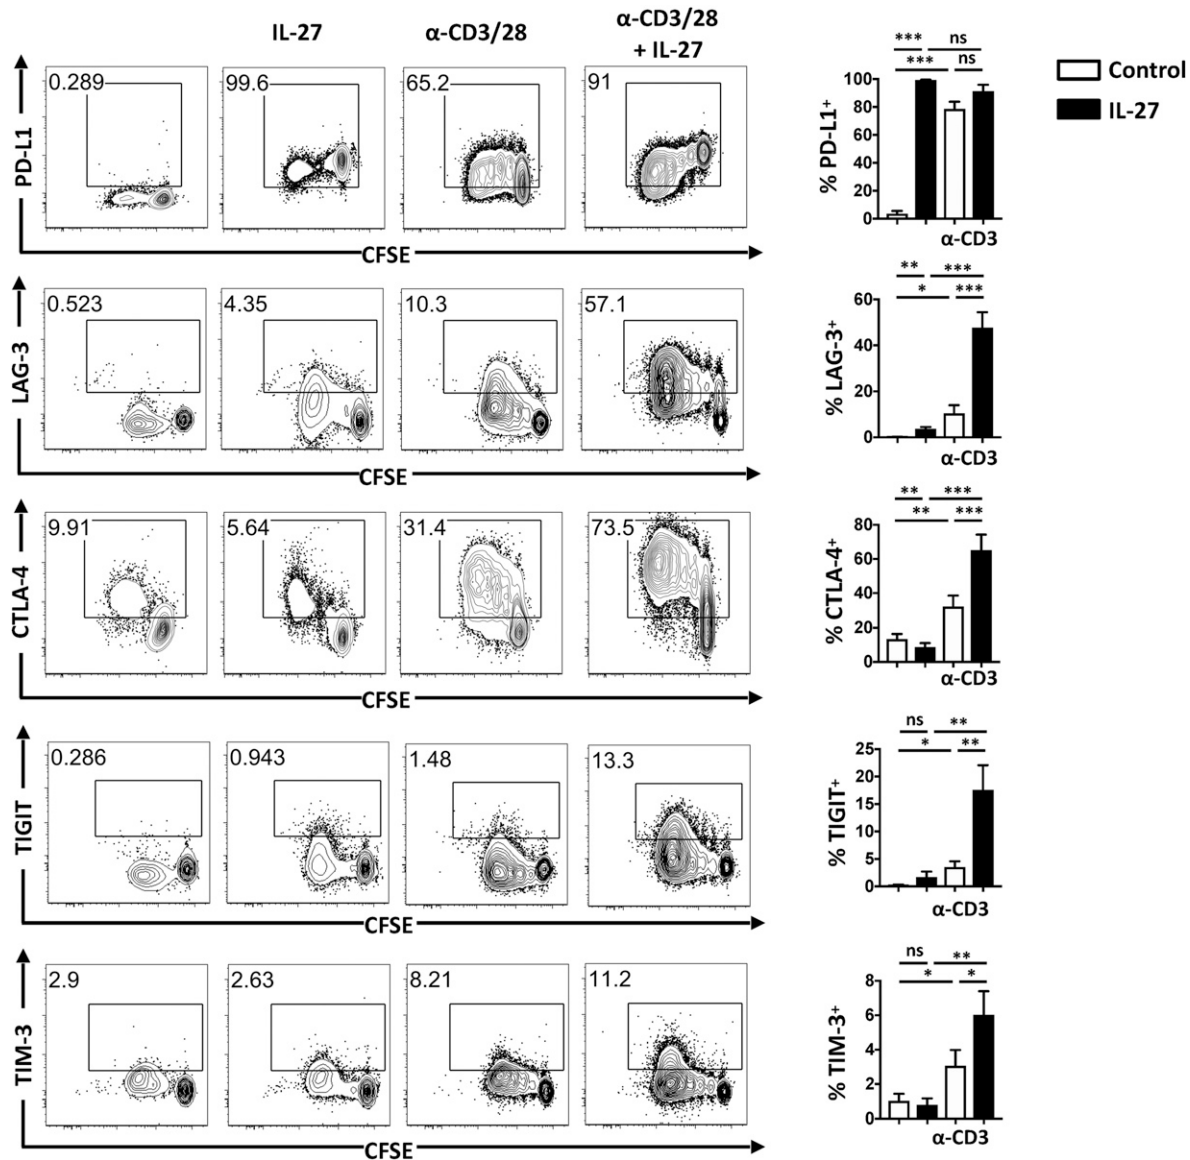 IL-27
α-CD3/28
α-CD3/28
+ IL-27
PD-L1
0.289
99.6
65.2
91
CFSE
*** ns
*** ns
% PD-L1+
100
80
60
40
20
0
α-CD3
Control
IL-27
LAG-3
0.523
4.35
10.3
57.1
CFSE
** ***
* ***
% LAG-3+
60
40
20
0
α-CD3
CTLA-4
9.91
5.64
31.4
73.5
CFSE
** ***
** ***
% CTLA-4+
80
60
40
20
0
α-CD3
TIGIT
0.286
0.943
1.48
13.3
CFSE
ns **
* **
% TIGIT+
25
20
15
10
5
0
α-CD3
TIM-3
2.9
2.63
8.21
11.2
CFSE
ns **
* *
% TIM-3+
8
6
4
2
0
α-CD3